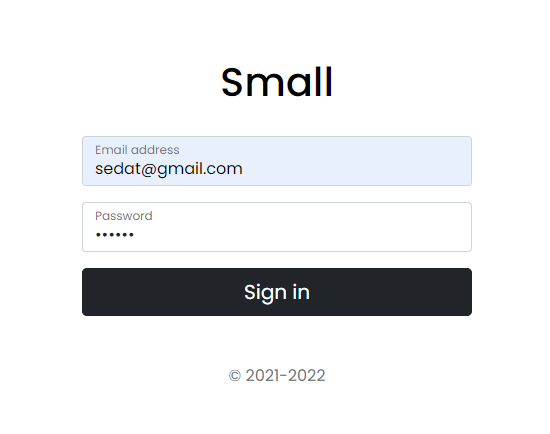 Small
Email address
sedat@gmail.com
Password
••••••
Sign in
© 2021-2022